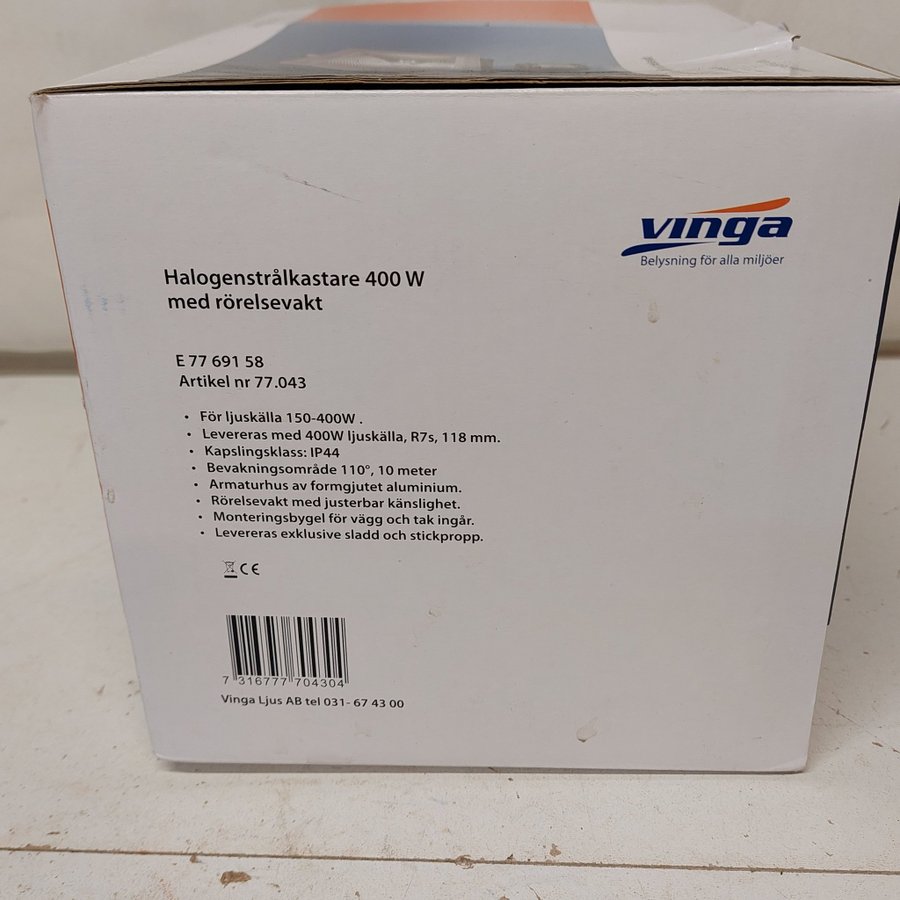 vinga
Belysning för alla miljöer
Halogenstrålkastare 400 W
med rörelsevakt
E 77 691 58
Artikel nr 77.043
• För ljuskälla 150-400W .
• Levereras med 400W ljuskälla, R7s, 118 mm.
• Kapslingsklass: IP44
• Bevakningsområde 110°, 10 meter
• Armaturhus av formgjutet aluminium.
• Rörelsevakt med justerbar känslighet.
• Monteringsbygel för vägg och tak ingår.
• Levereras exklusive sladd och stickpropp.
CE
7 316777 704304
Vinga Ljus AB tel 031- 67 43 00